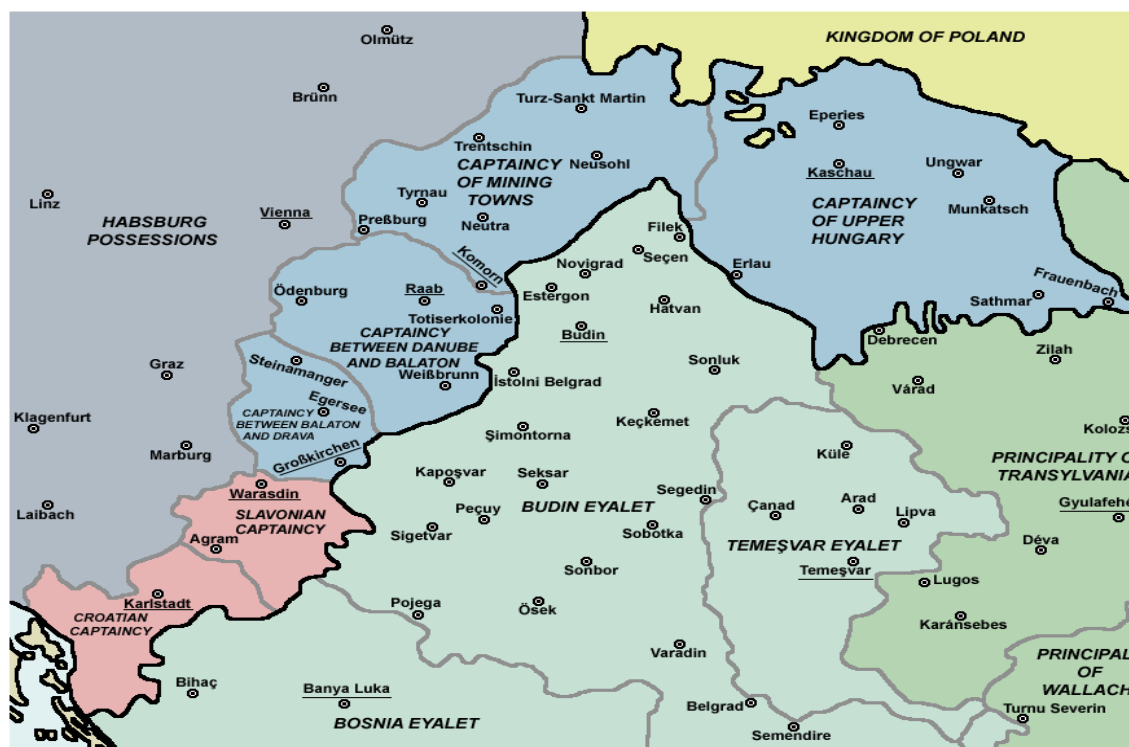 Olmütz
KINGDOM OF POLAND
Brünn
Turz-Sankt Martin
Eperies
Trentschin
CAPTAINCY
OF MINING
TOWNS
Neusohl
Kaschau
Ungwar
Linz
Tyrnau
Vienna
HABSBURG
POSSESSIONS
Preßburg
Neutra
CAPTAINCY
OF UPPER
HUNGARY
Munkatsch
Filek
Seçen
Komorn
Novigrad
Erlau
Frauenbach
Ödenburg
Raab
Estergon
Hatvan
Sathmar
Totiserkolonie
CAPTAINCY
BETWEEN DANUBE
AND BALATON
Budin
Debrecen
Zilah
Steinamanger
Graz
Weißbrunn
İstolni Belgrad
Sonluk
Várad
Egersee
CAPTAINCY
BETWEEN BALATON
AND DRAVA
Klagenfurt
Şimontorna
Keçkemet
Kolozs
Marburg
Großkirchen
Küle
PRINCIPALITY O
TRANSYLVANIA
Warasdin
SLAVONIAN
CAPTAINCY
Kapoşvar
Seksar
BUDIN EYALET
Segedin
Çanad
Arad
Lipva
Gyulafehé
Laibach
Peçuy
Sigetvar
Sobotka
TEMEŞVAR EYALET
Déva
Agram
Sonbor
Temeşvar
Lugos
Karlstadt
CROATIAN
CAPTAINCY
Pojega
Ösek
Karánsebes
Varadin
PRINCIPALI
OF
WALLACH
Bihaç
Banya Luka
BOSNIA EYALET
Belgrad
Semendire
Turnu Severin